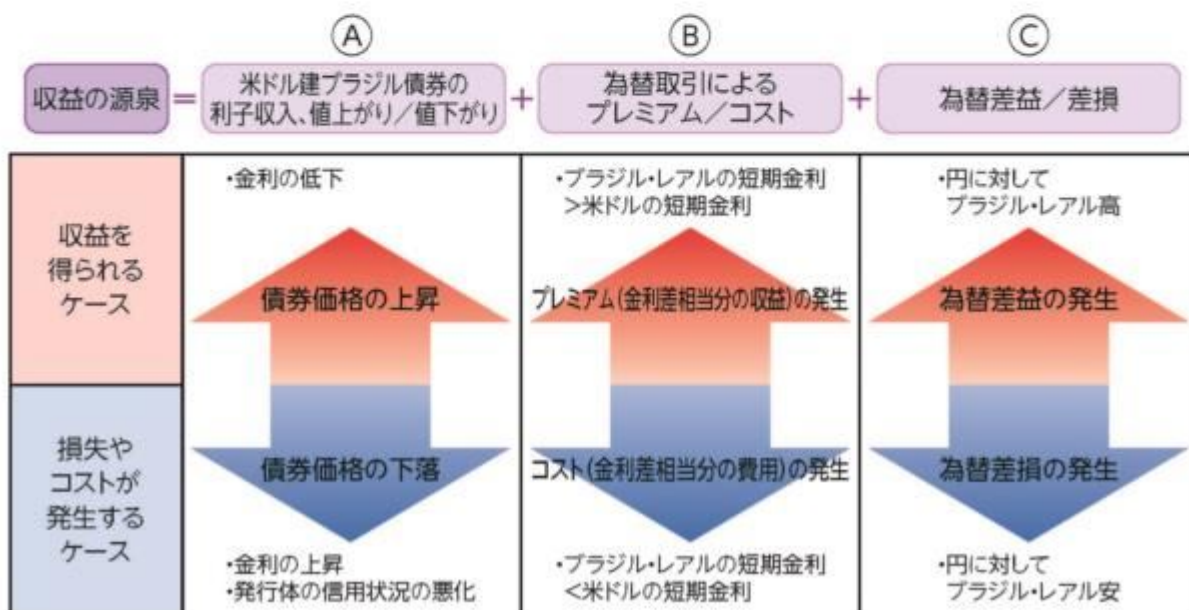 Ⓐ
Ⓑ
Ⓒ
収益の源泉
=
米ドル建ブラジル債券の
利子収入、値上がり/値下がり
+
為替取引による
プレミアム/コスト
+
為替差益/差損
収益を
得られる
ケース
・金利の低下
債券価格の上昇
・ブラジル・レアルの短期金利
>米ドルの短期金利
プレミアム(金利差相当分の収益)の発生
・円に対して
ブラジル・レアル高
為替差益の発生
損失や
コストが
発生する
ケース
債券価格の下落
・金利の上昇
・発行体の信用状況の悪化
コスト(金利差相当分の費用)の発生
・ブラジル・レアルの短期金利
<米ドルの短期金利
為替差損の発生
・円に対して
ブラジル・レアル安